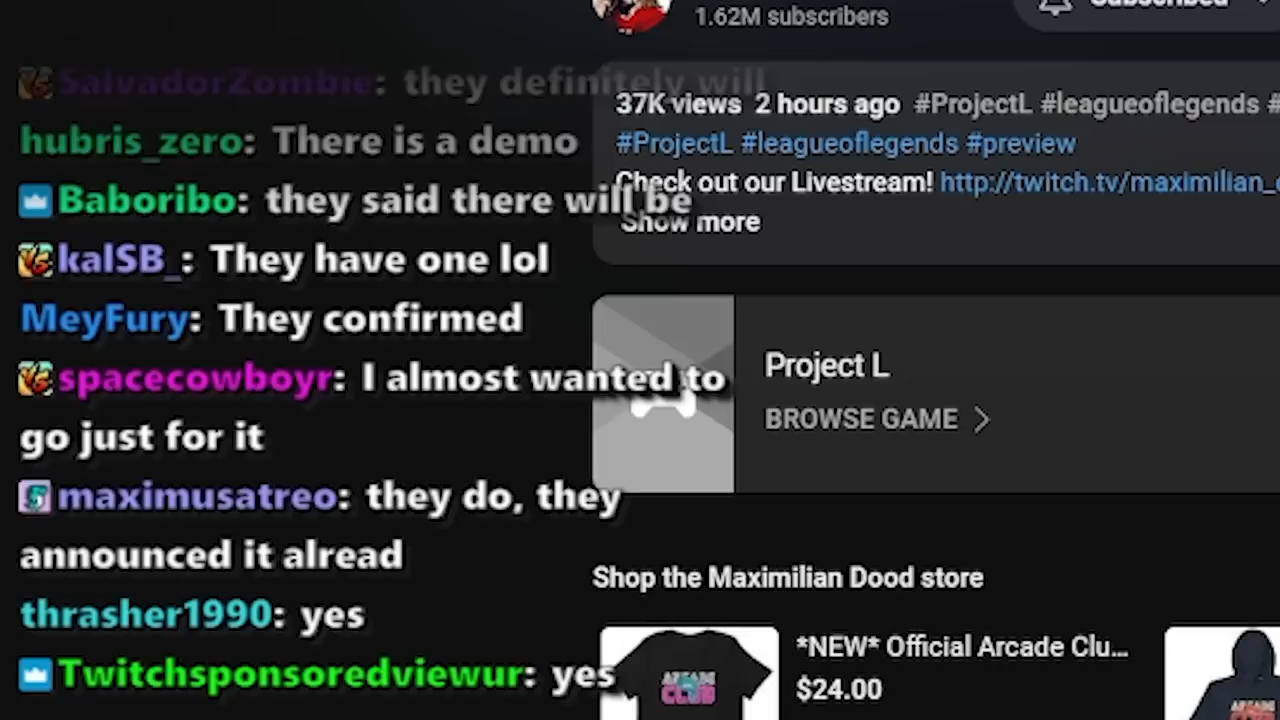 SalvadorZombie: they definitely will
hubris_zero: There is a demo
Baboribo: they said there will be
kalSB_: They have one lol
MeyFury: They confirmed
spacecowboyr: I almost wanted to
go just for it
maximusatreo: they do, they
announced it alread
thrasher1990: yes
Twitchsponsoredviewur: yes
1.62M subscribers
Subscribed
37K views 2 hours ago #ProjectL #leagueoflegends #
#ProjectL #leagueoflegends #preview
Check out our Livestream! http://twitch.tv/maximilian_
Show more
Project L
BROWSE GAME
Shop the Maximilian Dood store
*NEW* Official Arcade Clu...
$24.00
ARCADE
CLUB